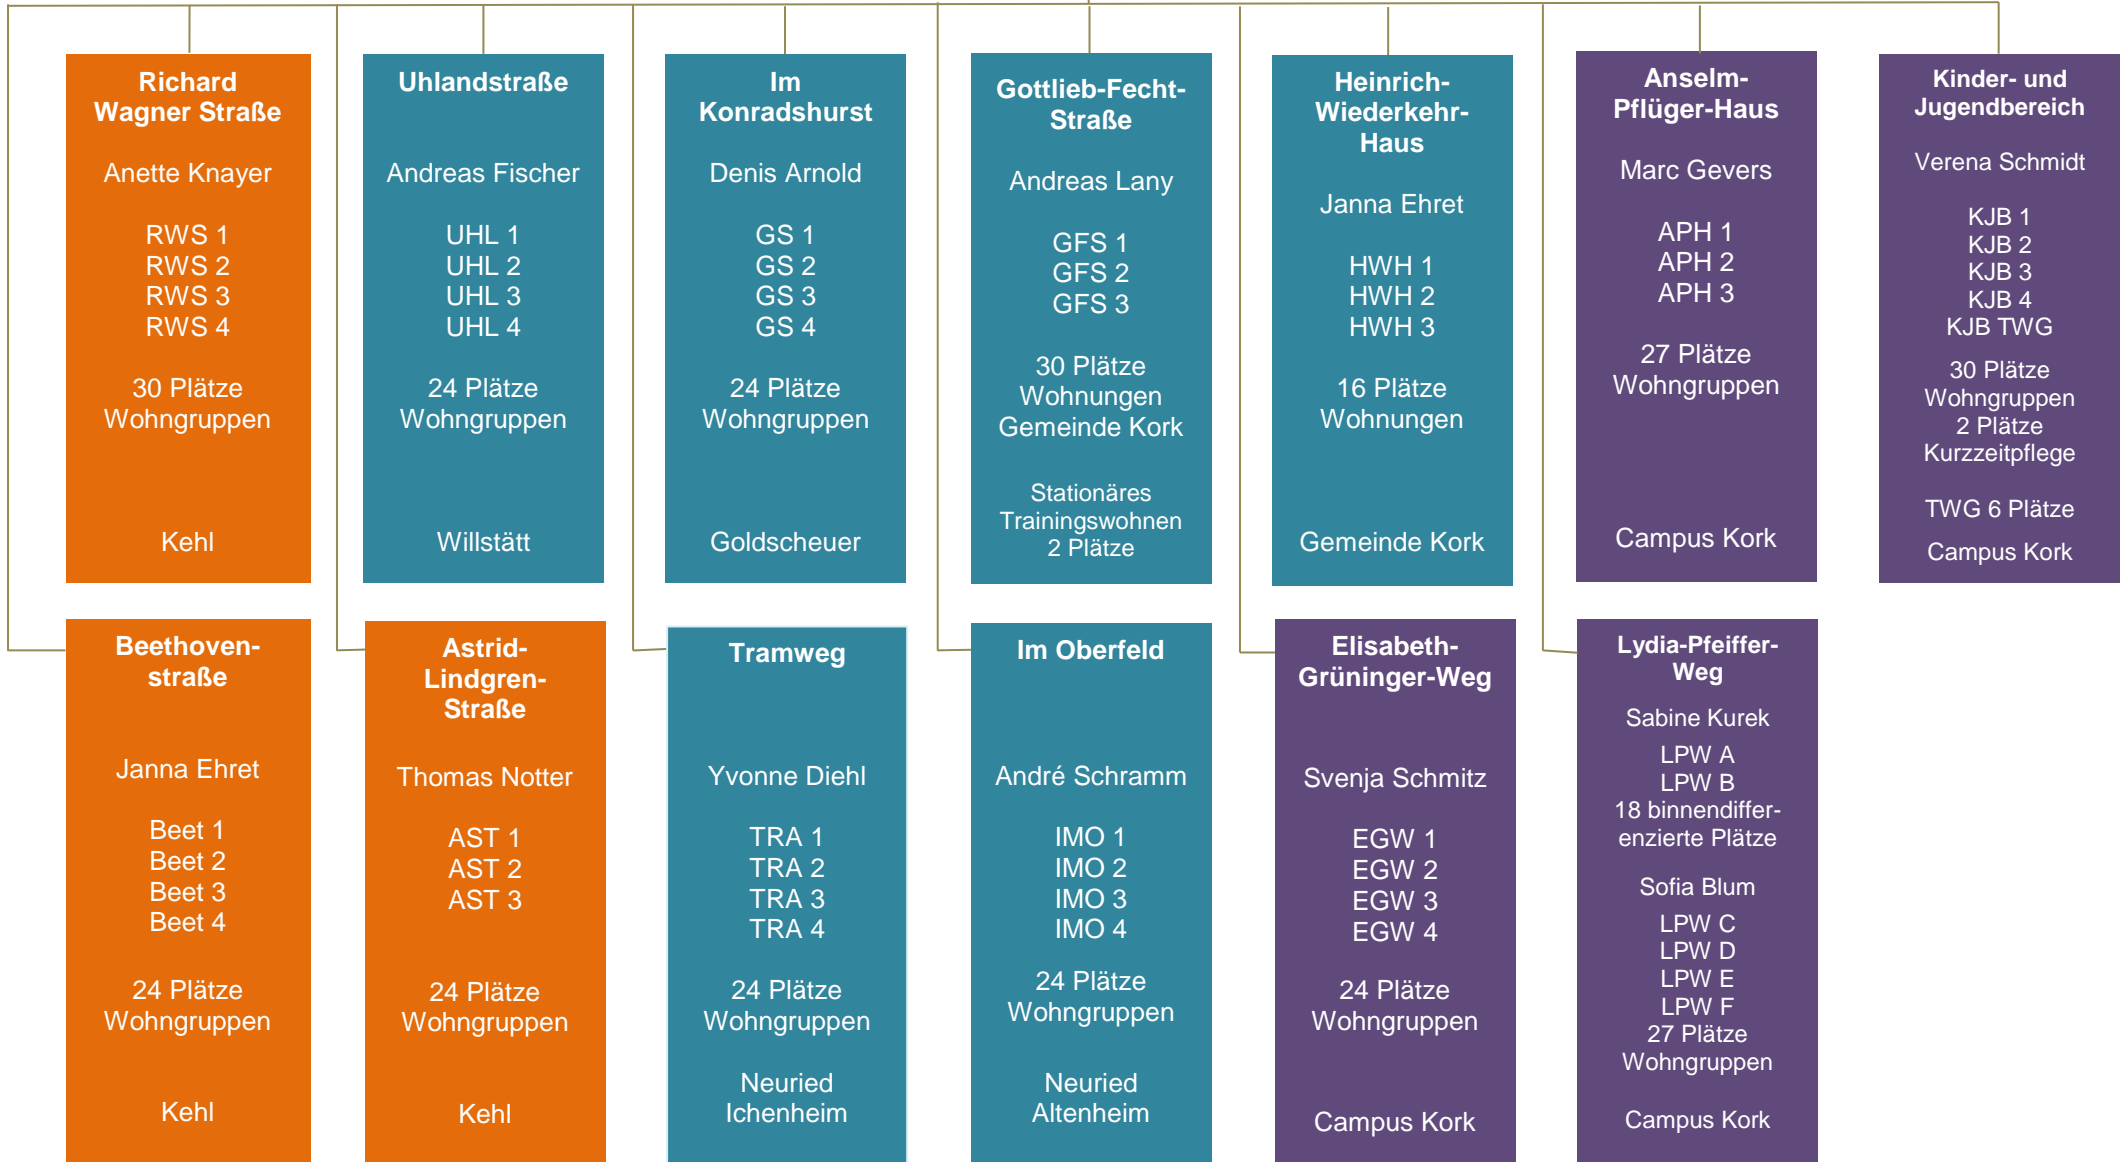 Richard
Wagner Straße
Anette Knayer
RWS 1
RWS 2
RWS 3
RWS 4
30 Plätze
Wohngruppen
Kehl
Uhlandstraße
Andreas Fischer
UHL 1
UHL 2
UHL 3
UHL 4
24 Plätze
Wohngruppen
Willstätt
Im
Konradshurst
Denis Arnold
GS 1
GS 2
GS 3
GS 4
24 Plätze
Wohngruppen
Goldscheuer
Gottlieb-Fecht-
Straße
Andreas Lany
GFS 1
GFS 2
GFS 3
30 Plätze
Wohnungen
Gemeinde Kork
Stationäres
Trainingswohnen
2 Plätze
Heinrich-
Wiederkehr-
Haus
Janna Ehret
HWH 1
HWH 2
HWH 3
16 Plätze
Wohnungen
Gemeinde Kork
Anselm-
Pflüger-Haus
Marc Gevers
APH 1
APH 2
APH 3
27 Plätze
Wohngruppen
Campus Kork
Kinder- und
Jugendbereich
Verena Schmidt
KJB 1
KJB 2
KJB 3
KJB 4
KJB TWG
30 Plätze
Wohngruppen
2 Plätze
Kurzzeitpflege
TWG 6 Plätze
Campus Kork
Beethoven-
straße
Janna Ehret
Beet 1
Beet 2
Beet 3
Beet 4
24 Plätze
Wohngruppen
Kehl
Astrid-
Lindgren-
Straße
Thomas Notter
AST 1
AST 2
AST 3
24 Plätze
Wohngruppen
Kehl
Tramweg
Yvonne Diehl
TRA 1
TRA 2
TRA 3
TRA 4
24 Plätze
Wohngruppen
Neuried
Ichenheim
Im Oberfeld
André Schramm
IMO 1
IMO 2
IMO 3
IMO 4
24 Plätze
Wohngruppen
Neuried
Altenheim
Elisabeth-
Grüninger-Weg
Svenja Schmitz
EGW 1
EGW 2
EGW 3
EGW 4
24 Plätze
Wohngruppen
Campus Kork
Lydia-Pfeiffer-
Weg
Sabine Kurek
LPW A
LPW B
18 binnendiffer-
enzierte Plätze
Sofia Blum
LPW C
LPW D
LPW E
LPW F
27 Plätze
Wohngruppen
Campus Kork